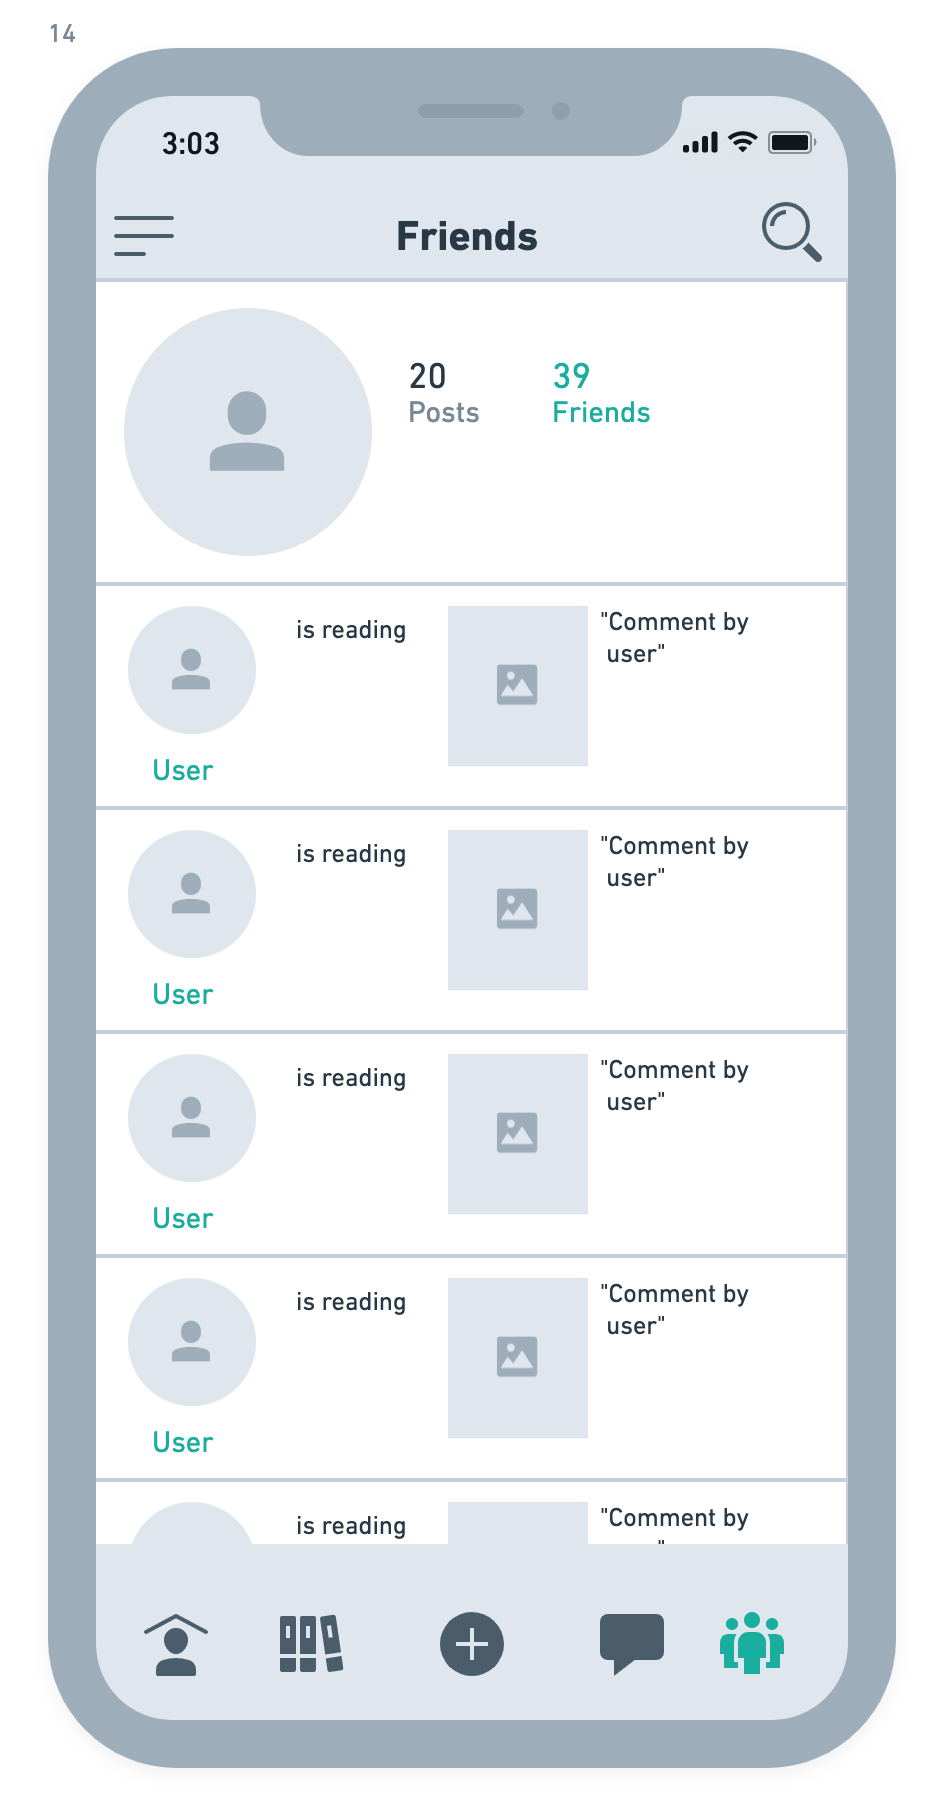 14
3:03
Friends
20
Posts
39
Friends
is reading
"Comment by
user"
User
is reading
"Comment by
user"
User
is reading
"Comment by
user"
User
is reading
"Comment by
user"
User
is reading
"Comment by